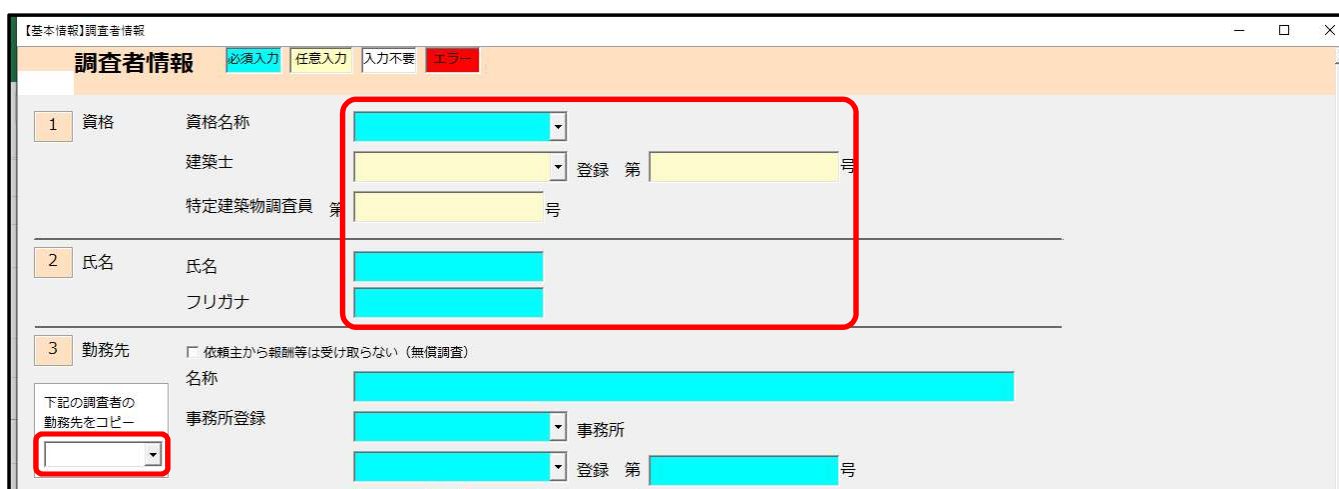 【基本情報】調査者情報
調査者情報 必須入力 任意入力 入力不要 エラー
1 資格 資格名称
建築士 登録 第 号
特定建築物調査員 第 号
2 氏名 氏名
フリガナ
3 勤務先 依頼主から報酬等は受け取らない（無償調査）
名称
下記の調査者の
勤務先をコピー
事務所登録 事務所
登録 第 号